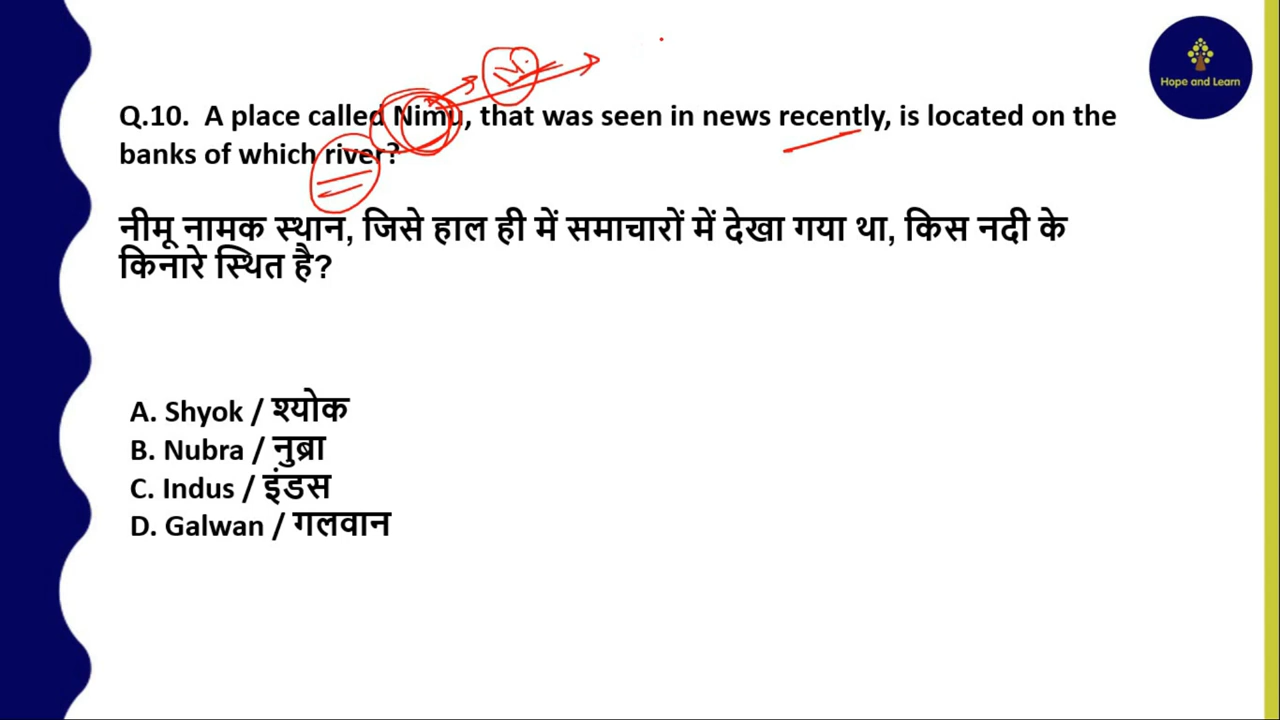 Hope and Learn
Q.10. A place called Nimu, that was seen in news recently, is located on the
banks of which river?
नीमू नामक स्थान, जिसे हाल ही में समाचारों में देखा गया था, किस नदी के
किनारे स्थित है?
A. Shyok / श्योक
B. Nubra / नुब्रा
C. Indus / इंडस
D. Galwan / गलवान